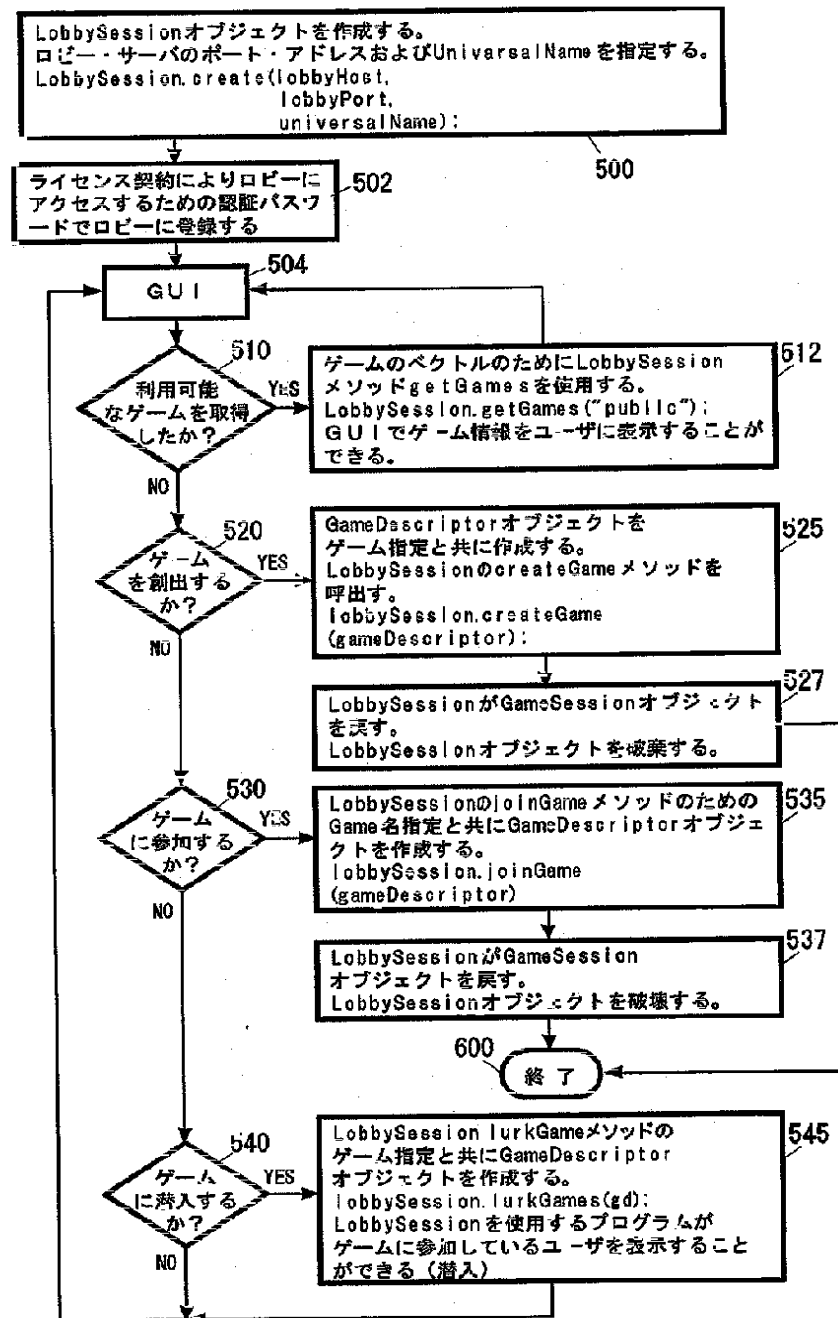 LobbySessionオブジェクトを作成する。
ロビー・サーバのポート・アドレスおよびUnivarsalNameを指定する。
LobbySession.create(lobbyHost,
lobbyPort,
universalName);
500
ライセンス契約によりロビーに
アクセスするための認証パスワ
ードでロビーに登録する
502
504
GUI
510
利用可能
なゲームを取得
したか?
YES
NO
ゲームのベクトルのためにLobbySession
メソッドgetGamesを使用する。
LobbySession.getGames("public");
GUIでゲーム情報をユーザに表示することが
できる。
512
520
ゲーム
を創出する
か?
YES
NO
GameDescriptorオブジェクトを
ゲーム指定と共に作成する。
LobbySessionのcreateGameメソッドを
呼出す。
lobbySession.createGame
(gameDescriptor);
525
LobbySessionがGameSessionオブジェクト
を戻す。
LobbySessionオブジェクトを破棄する。
527
530
ゲーム
に参加する
か?
YES
NO
LobbySessionのjoinGameメソッドのための
Game名指定と共にGameDescriptorオブジェ
クトを作成する。
lobbySession.joinGame
(gameDescriptor)
535
LobbySessionがGameSession
オブジェクトを戻す。
LobbySessionオブジェクトを破壊する。
537
600
終了
540
ゲーム
に潜入する
か?
YES
NO
LobbySession lurkGameメソッドの
ゲーム指定と共にGameDescriptor
オブジェクトを作成する。
lobbySession.lurkGames(gd);
LobbySessionを使用するプログラムが
ゲームに参加しているユーザを表示すること
ができる(潜入)
545